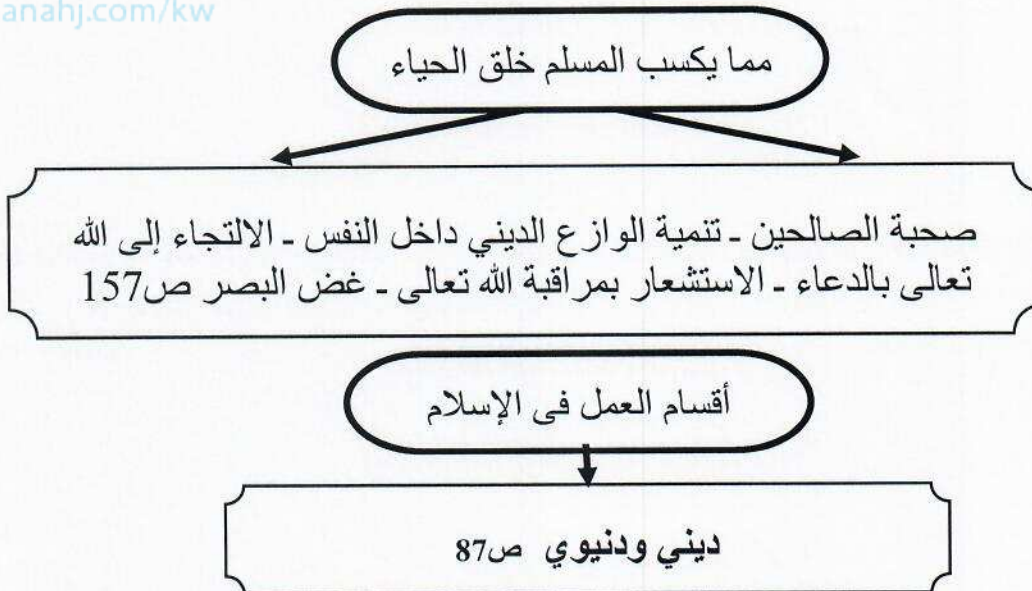 anahj.com/kw
مما يكسب المسلم خلق الحياء
صحبة الصالحين ـ تنمية الوازع الديني داخل النفس ـ الالتجاء إلى الله
تعالى بالدعاء ـ الاستشعار بمراقبة الله تعالى ـ غض البصر ص157
أقسام العمل فى الإسلام
ديني ودنيوي ص87